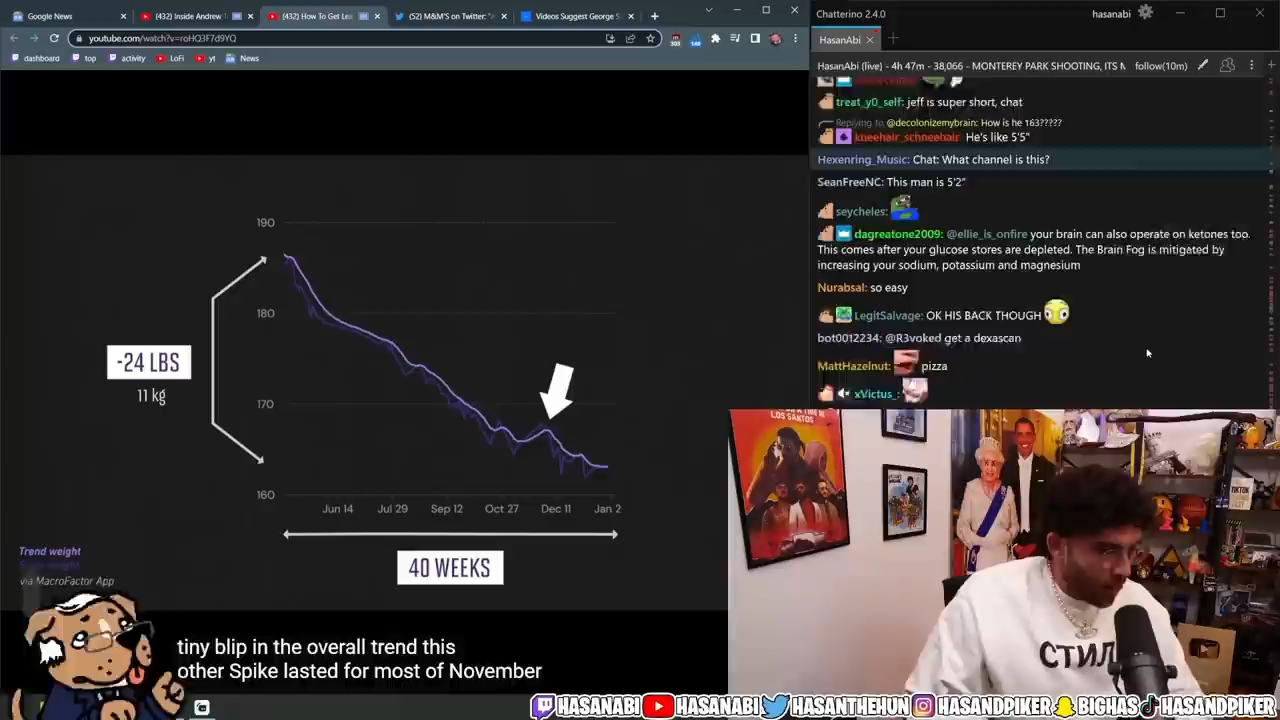 Google News
(432) Inside Andrew T
(432) How To Get Lea
(52) M&M'S on Twitter: "A
Videos Suggest George S
youtube.com/watch?v=roHQ3F7d9YQ
dashboard
top
activity
LoFi
yt
News
190
180
170
160
-24 LBS
11 kg
Jun 14
Jul 29
Sep 12
Oct 27
Dec 11
Jan 2
40 WEEKS
Trend weight
via MacroFactor App
tiny blip in the overall trend this
other Spike lasted for most of November
Chatterino 2.4.0
hasanabi
HasanAbi
HasanAbi (live) - 4h 47m - 38,066 - MONTEREY PARK SHOOTING, ITS M
follow(10m)
treat_y0_self: jeff is super short, chat
Replying to @decolonizemybrain: How is he 163?????
kneehair_schneehair: He's like 5'5"
Hexenring_Music: Chat: What channel is this?
SeanFreeNC: This man is 5'2"
seycheles:
dagreatone2009: @ellie_is_onfire your brain can also operate on ketones too.
This comes after your glucose stores are depleted. The Brain Fog is mitigated by
increasing your sodium, potassium and magnesium
Nurabsal: so easy
LegitSalvage: OK HIS BACK THOUGH
bot0012234: @R3voked get a dexascan
MattHazelnut: pizza
xVictus_:
LOS SANTOS
TIKTOK
СТИЛ
HASANABI
HASANABI
HASANTHEHUN
HASANDPIKER
BIGHAS
HASANDPIKER